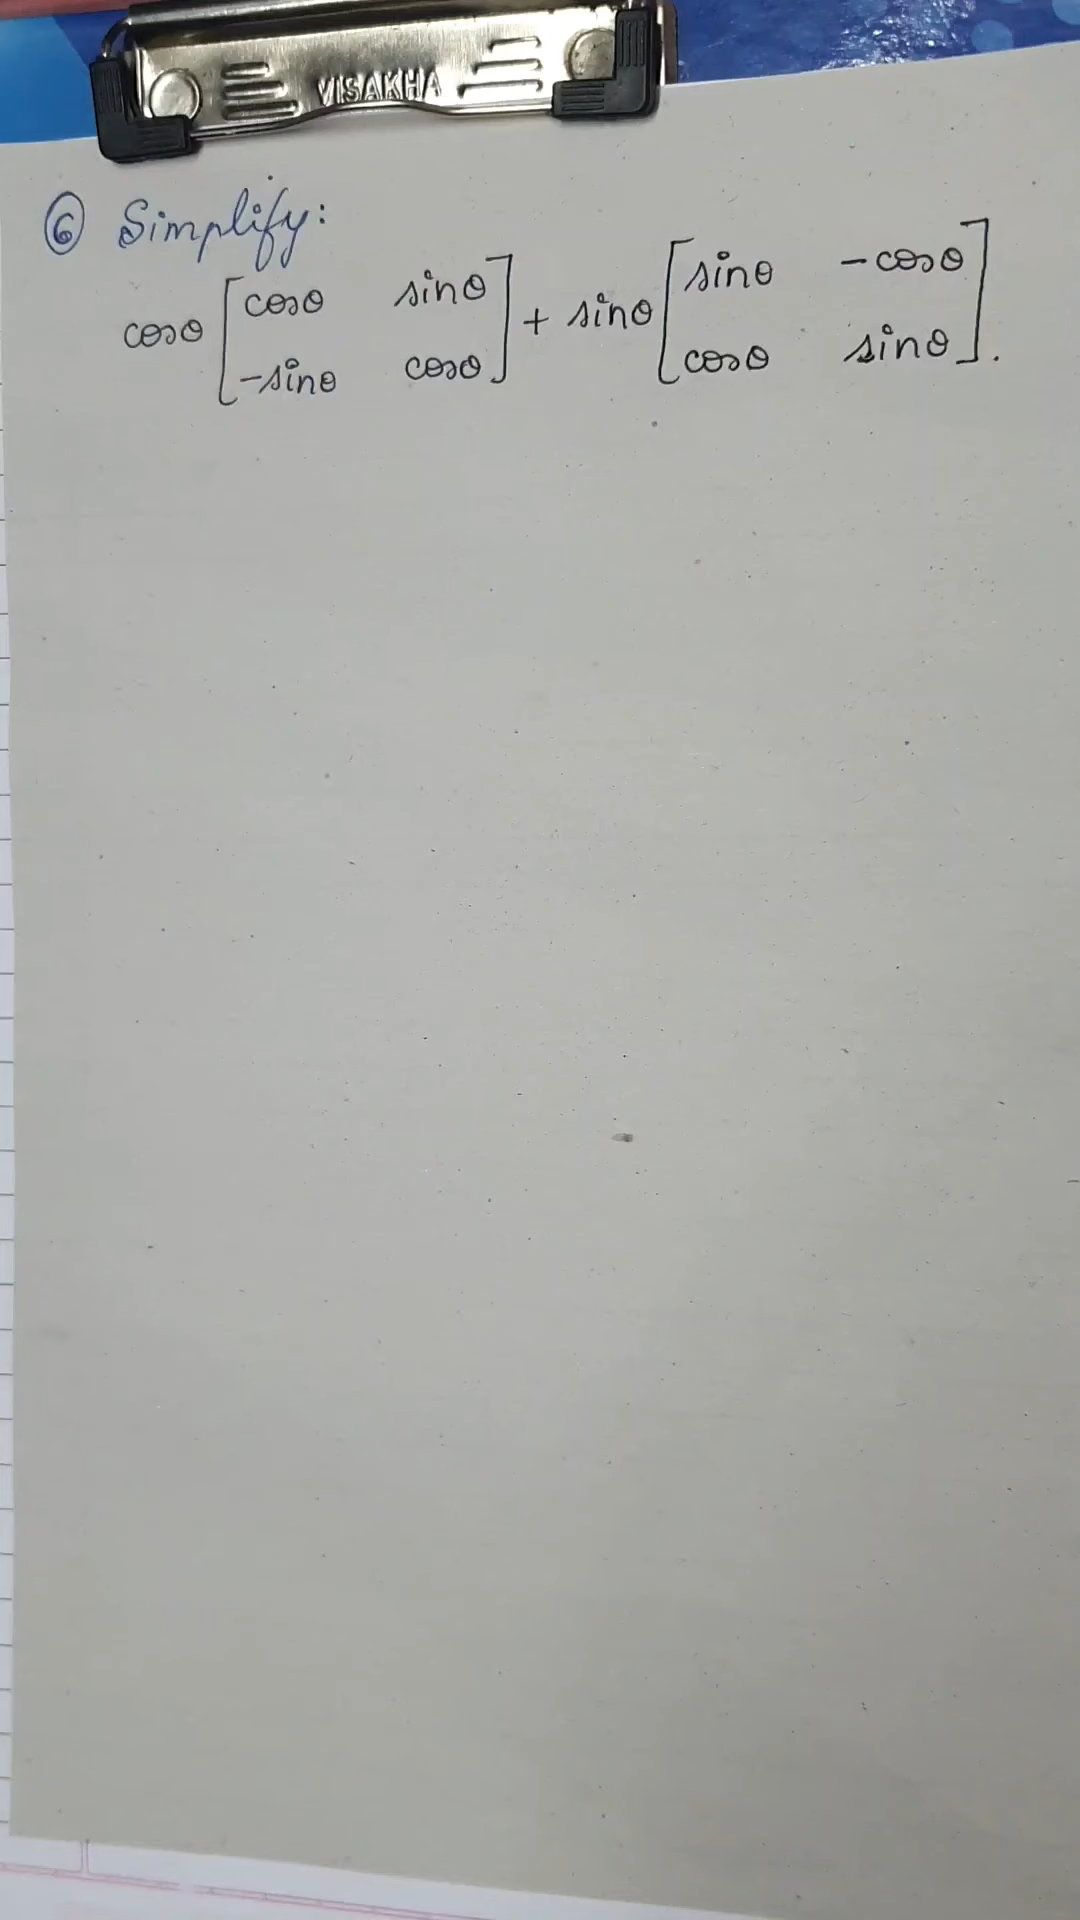 VISAKHA
⑥ Simplify:
cosθ [cosθ sinθ; -sinθ cosθ] + sinθ [sinθ -cosθ; cosθ sinθ].